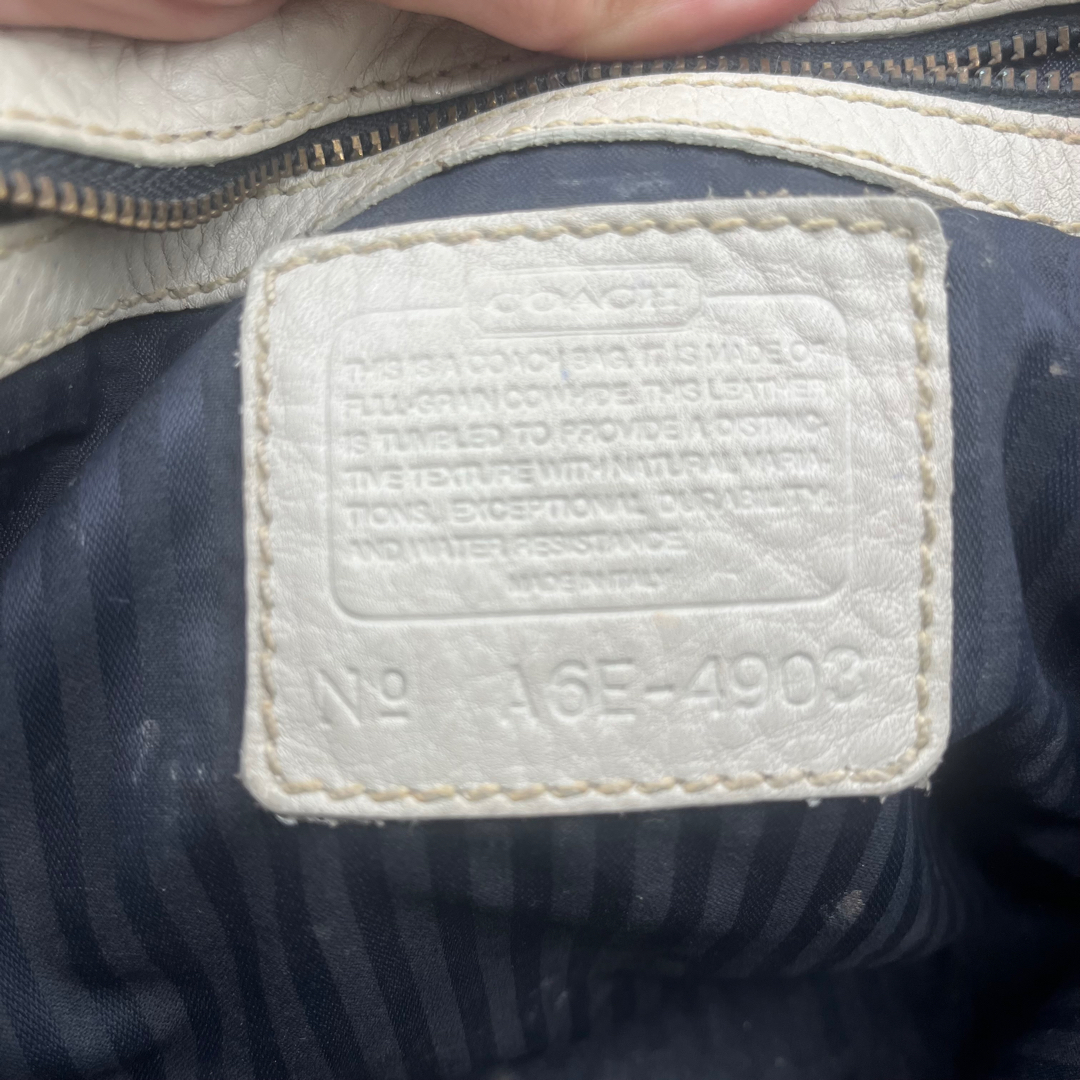 COACH
THIS IS A COACH BAG. IT IS MADE OF
FULL-GRAIN COWHIDE. THIS LEATHER
IS TUMBLED TO PROVIDE A DISTINC-
TIVE TEXTURE WITH NATURAL VARIA-
TIONS, EXCEPTIONAL DURABILITY,
AND WATER RESISTANCE.
MADE IN ITALY
Nº A6E-4903